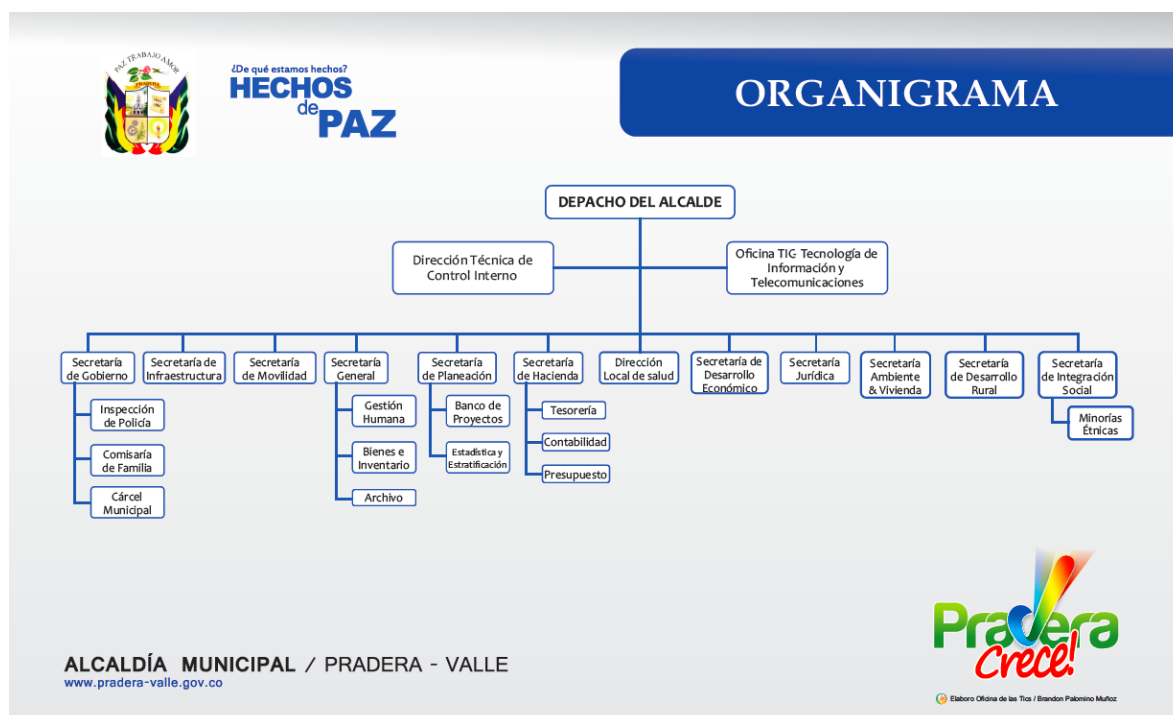 PAZ TRABAJO AMOR
PRADERA
¿De qué estamos hechos?
HECHOS
de
PAZ
ORGANIGRAMA
DEPACHO DEL ALCALDE
Dirección Técnica de
Control Interno
Oficina TIC- Tecnología de
Información y
Telecomunicaciones
Secretaría
de Gobierno
Secretaría de
Infraestructura
Secretaría
de Movilidad
Secretaría
General
Secretaría
de Planeación
Secretaría
de Hacienda
Dirección
Local de salud
Secretaría de
Desarrollo
Económico
Secretaría
Jurídica
Secretaría
Ambiente
& Vivienda
Secretaría
de Desarrollo
Rural
Secretaría
de Integración
Social
Inspección
de Policía
Comisaría
de Familia
Cárcel
Municipal
Gestión
Humana
Bienes e
Inventario
Archivo
Banco de
Proyectos
Estadística y
Estratificación
Tesorería
Contabilidad
Presupuesto
Minorías
Étnicas
Pradera
Crece!
ALCALDÍA MUNICIPAL / PRADERA - VALLE
www.pradera-valle.gov.co
Elaboro Oficina de las Tics / Brandon Palomino Muñoz